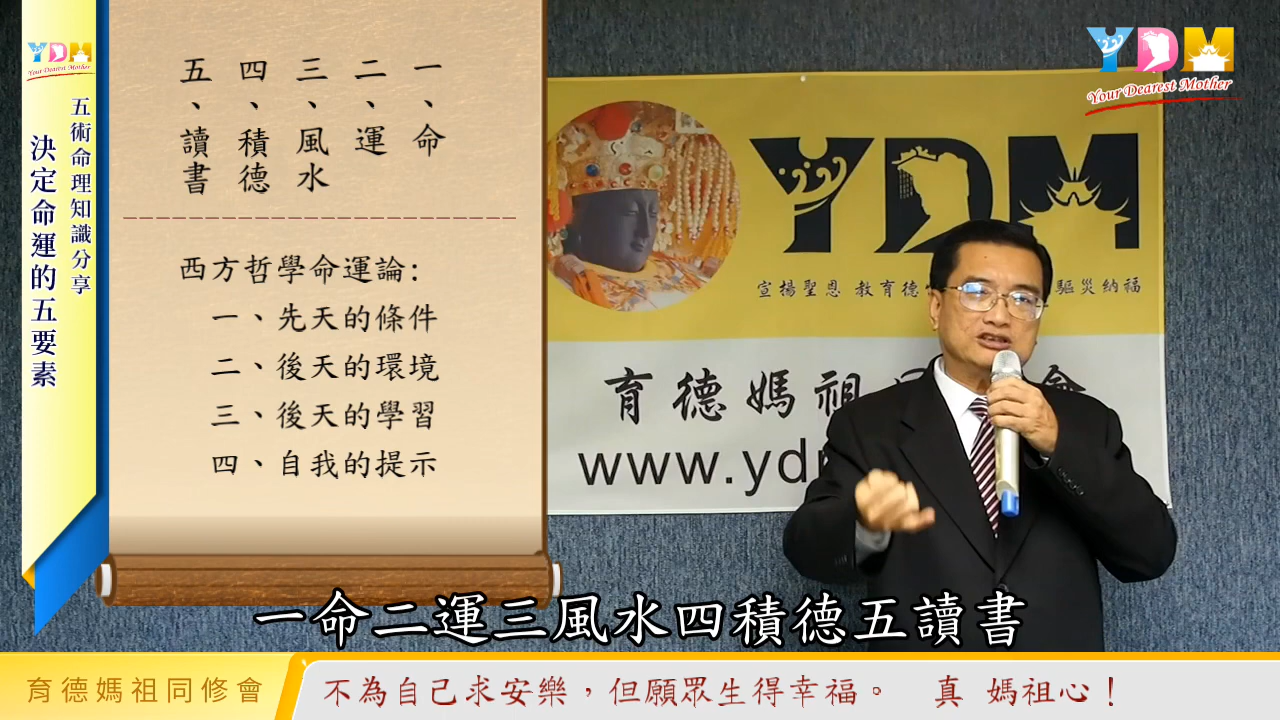 YDM
Your Dearest Mother
五術命理知識分享
決定命運的五要素
一、命
二、運
三、風水
四、積德
五、讀書
西方哲學命運論:
一、先天的條件
二、後天的環境
三、後天的學習
四、自我的提示
YDM
Your Dearest Mother
YDM
宣揚聖恩 教育德
驅災納福
育德媽祖
會
www.yd
一命二運三風水四積德五讀書
育德媽祖同修會
不為自己求安樂，但願眾生得幸福。 真 媽祖心！